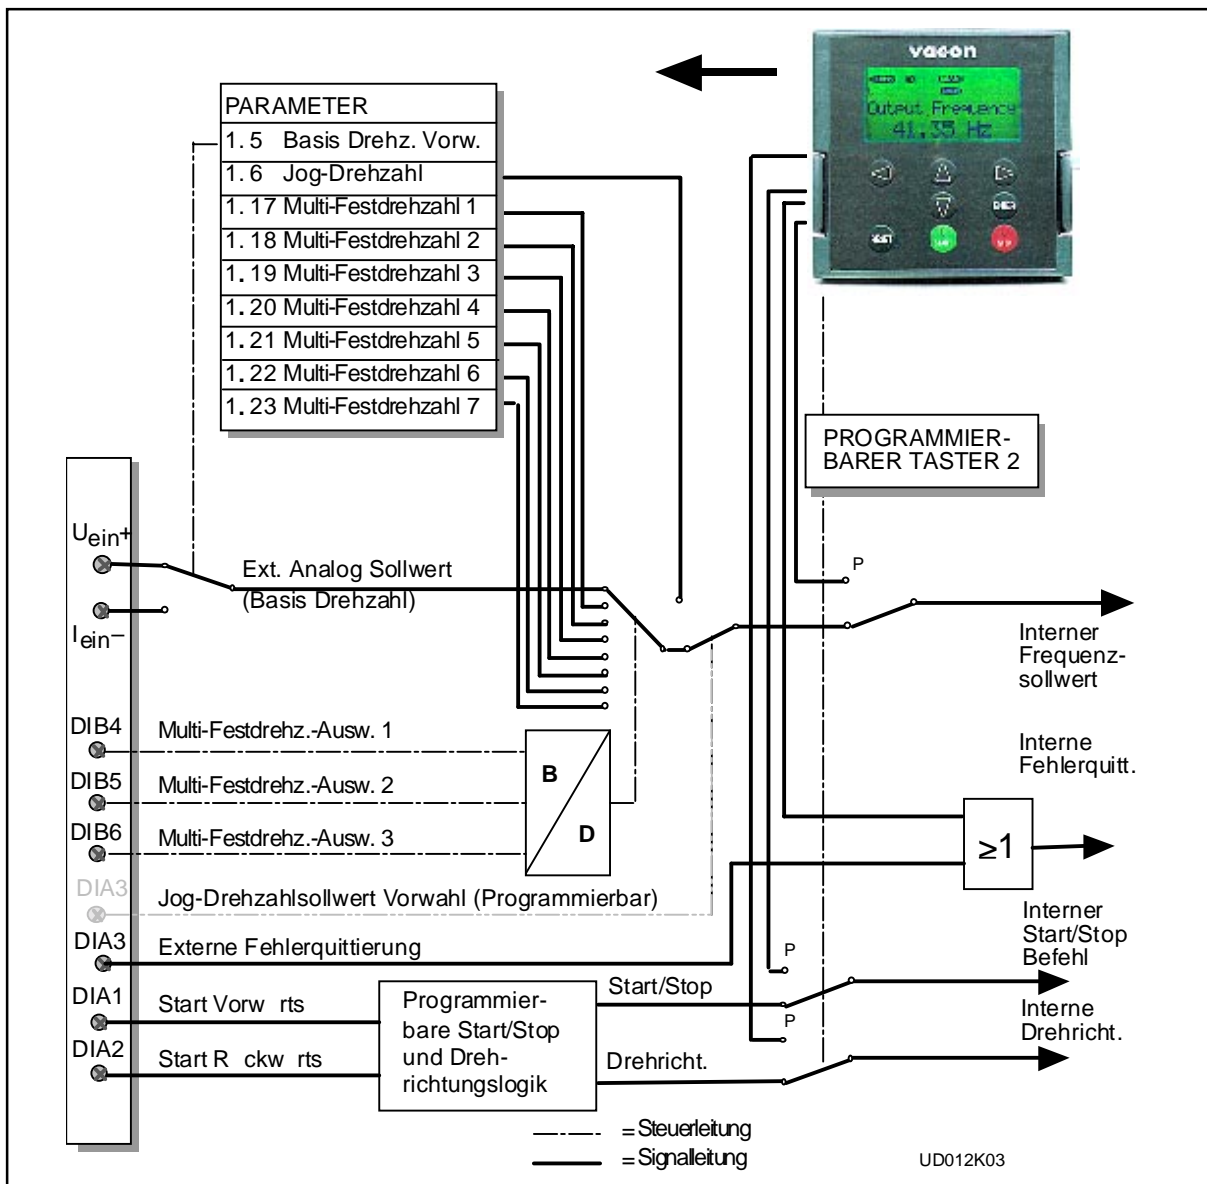 vacon
Output Frequency
41,35 Hz
ENTER
RESET
PARAMETER
1.5 Basis Drehz. Vorw.
1.6 Jog-Drehzahl
1.17 Multi-Festdrehzahl 1
1.18 Multi-Festdrehzahl 2
1.19 Multi-Festdrehzahl 3
1.20 Multi-Festdrehzahl 4
1.21 Multi-Festdrehzahl 5
1.22 Multi-Festdrehzahl 6
1.23 Multi-Festdrehzahl 7
PROGRAMMIER-
BARER TASTER 2
Uein+
Ext. Analog Sollwert
(Basis Drehzahl)
Iein–
P
Interner
Frequenz-
sollwert
DIB4
Multi-Festdrehz.-Ausw. 1
DIB5
Multi-Festdrehz.-Ausw. 2
DIB6
Multi-Festdrehz.-Ausw. 3
B
D
Interne
Fehlerquitt.
≥1
DIA3
Jog-Drehzahlsollwert Vorwahl (Programmierbar)
DIA3
Externe Fehlerquittierung
DIA1
Start Vorw rts
DIA2
Start R ckw rts
Programmier-
bare Start/Stop
und Dreh-
richtungslogik
Start/Stop
P
Interner
Start/Stop
Befehl
Drehricht.
P
Interne
Drehricht.
= Steuerleitung
= Signalleitung
UD012K03